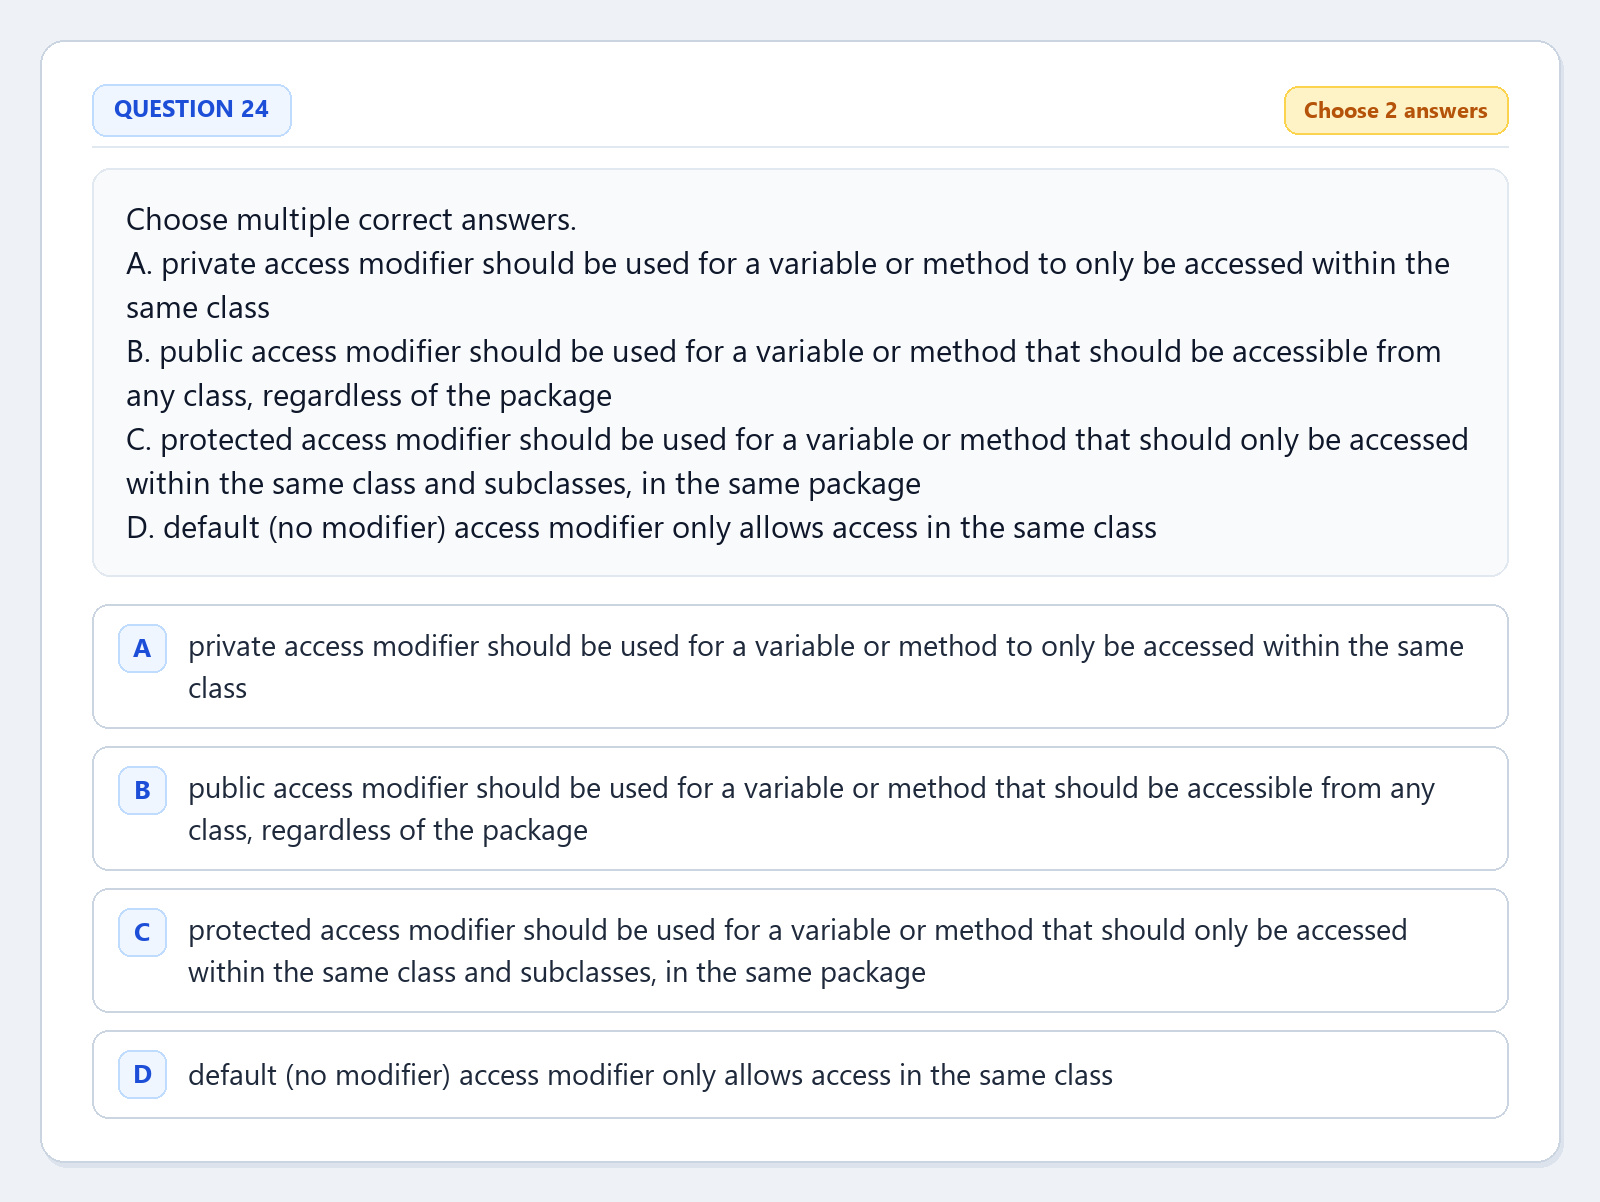 QUESTION 24
Choose 2 answers
Choose multiple correct answers.
A. private access modifier should be used for a variable or method to only be accessed within the
same class
B. public access modifier should be used for a variable or method that should be accessible from
any class, regardless of the package
C. protected access modifier should be used for a variable or method that should only be accessed
within the same class and subclasses, in the same package
D. default (no modifier) access modifier only allows access in the same class
A private access modifier should be used for a variable or method to only be accessed within the same
class
B public access modifier should be used for a variable or method that should be accessible from any
class, regardless of the package
C protected access modifier should be used for a variable or method that should only be accessed
within the same class and subclasses, in the same package
D default (no modifier) access modifier only allows access in the same class